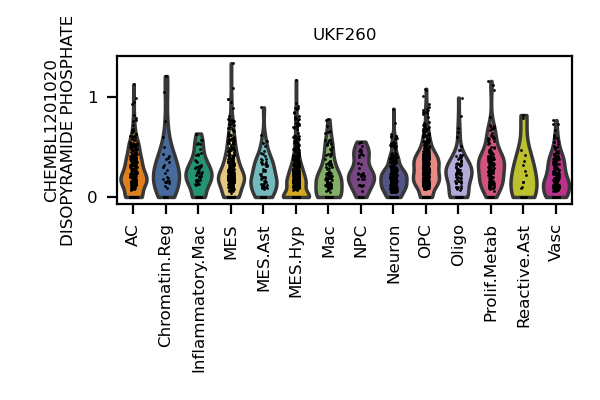 UKF260
CHEMBL1201020
DISOPYRAMIDE PHOSPHATE
1
0
AC
Chromatin.Reg
Inflammatory.Mac
MES
MES.Ast
MES.Hyp
Mac
NPC
Neuron
OPC
Oligo
Prolif.Metab
Reactive.Ast
Vasc